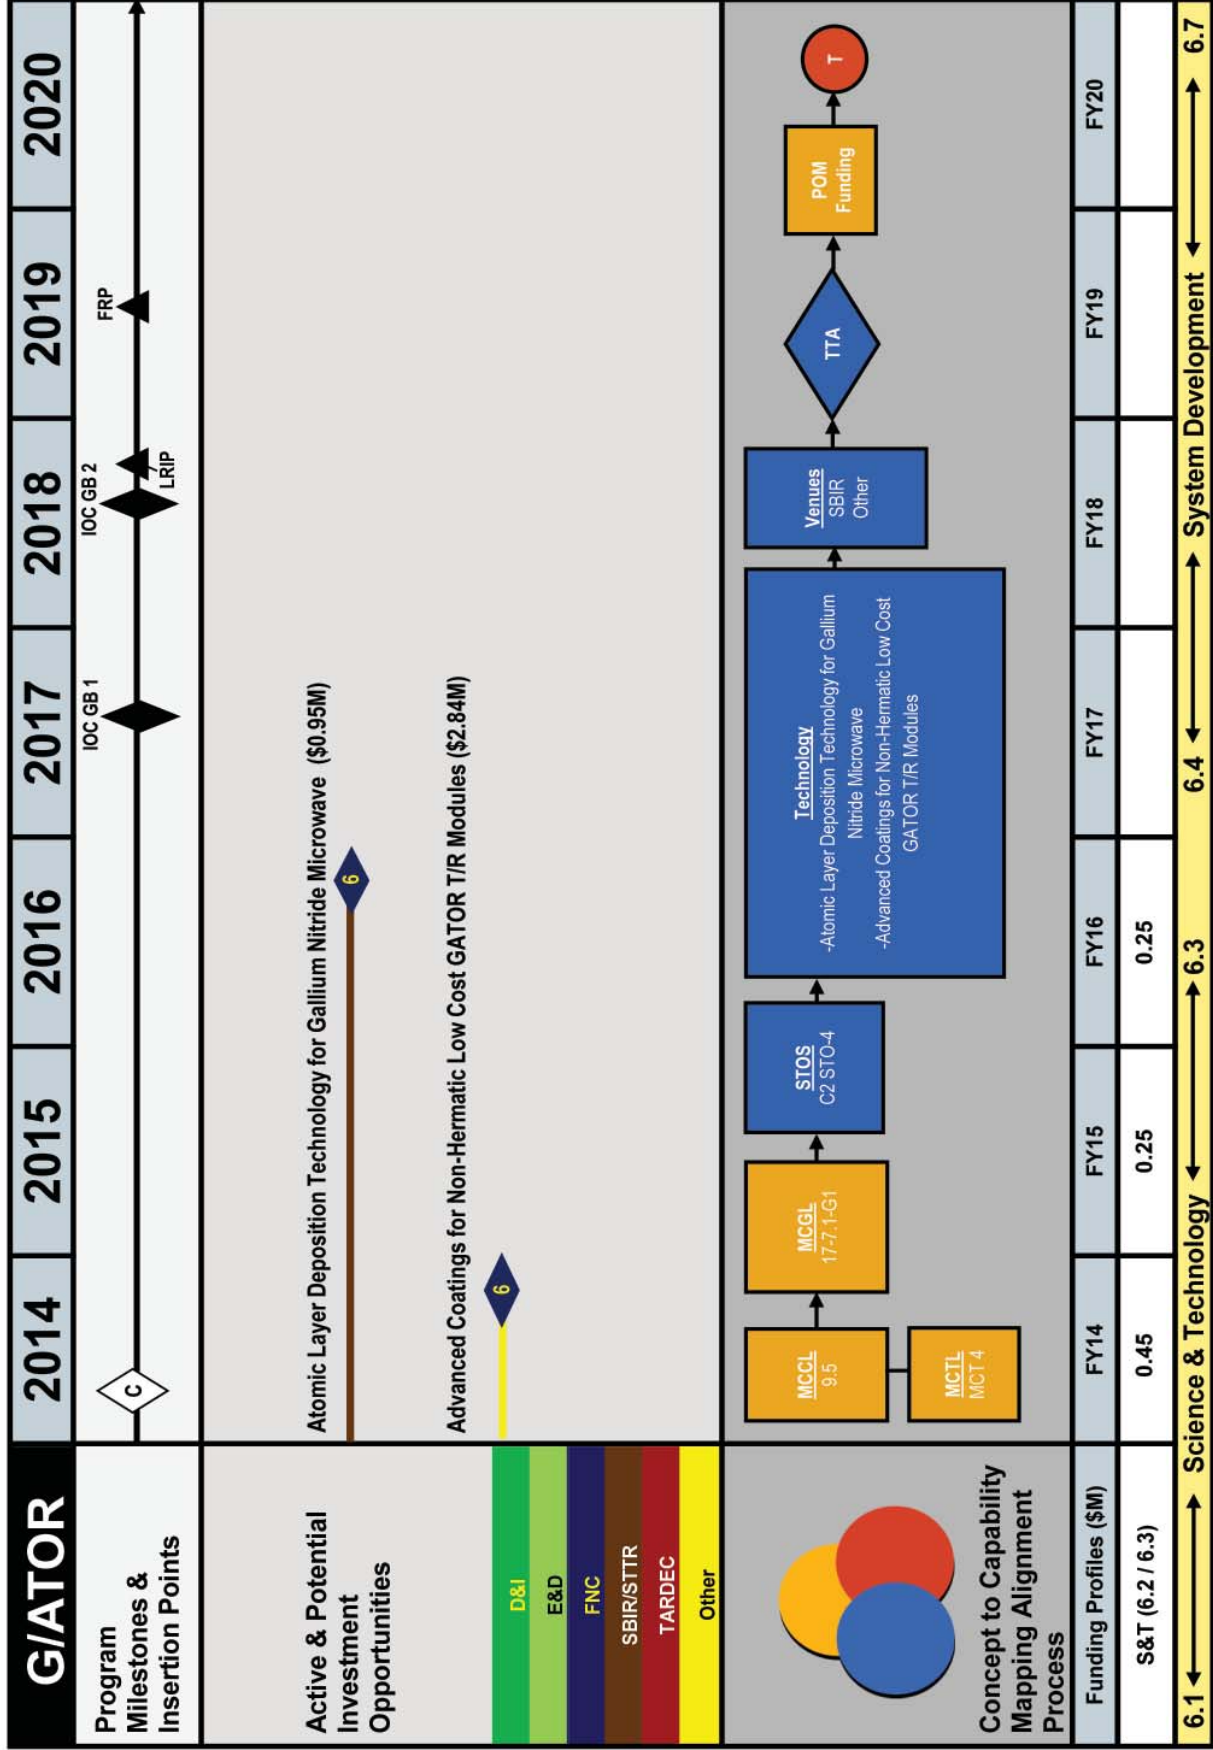 G/ATOR
2014
2015
2016
2017
2018
2019
2020
Program
Milestones &
Insertion Points
C
IOC GB 1
IOC GB 2
LRIP
FRP
Active & Potential
Investment
Opportunities
D&I
E&D
FNC
SBIR/STTR
TARDEC
Other
Atomic Layer Deposition Technology for Gallium Nitride Microwave ($0.95M)
6
Advanced Coatings for Non-Hermatic Low Cost GATOR T/R Modules ($2.84M)
6
Concept to Capability
Mapping Alignment
Process
MCCL
9.5
MCTL
MCT 4
MCGL
17-7.1-G1
STOS
C2 STO-4
Technology
-Atomic Layer Deposition Technology for Gallium
Nitride Microwave
-Advanced Coatings for Non-Hermatic Low Cost
GATOR T/R Modules
Venues
SBIR
Other
TTA
POM
Funding
T
Funding Profiles ($M)
FY14
FY15
FY16
FY17
FY18
FY19
FY20
S&T (6.2 / 6.3)
0.45
0.25
0.25
6.1
Science & Technology
6.3
6.4
System Development
6.7